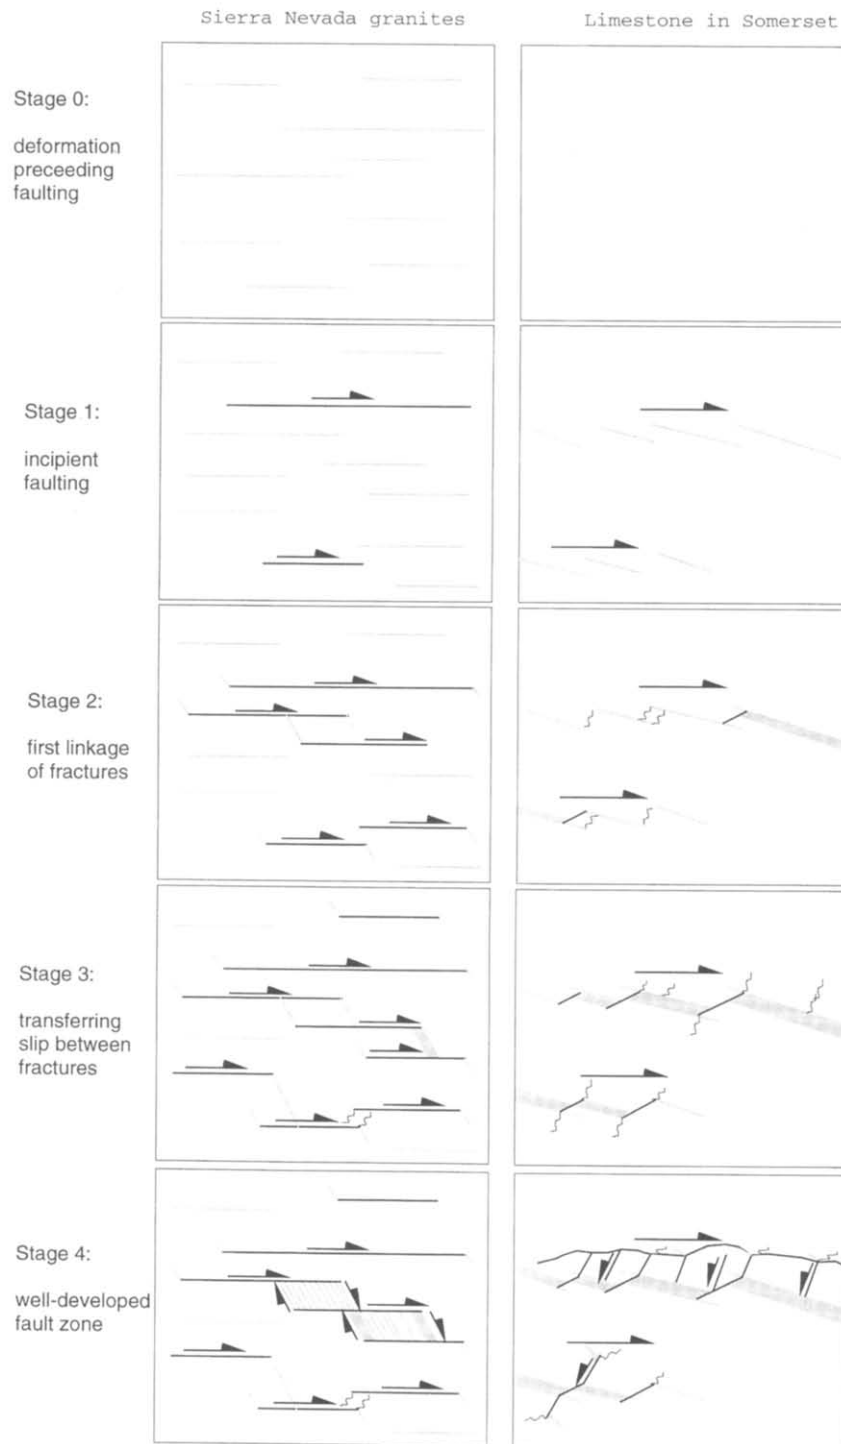 Sierra Nevada granites
Limestone in Somerset
Stage 0:
deformation
preceeding
faulting
Stage 1:
incipient
faulting
Stage 2:
first linkage
of fractures
Stage 3:
transferring
slip between
fractures
Stage 4:
well-developed
fault zone